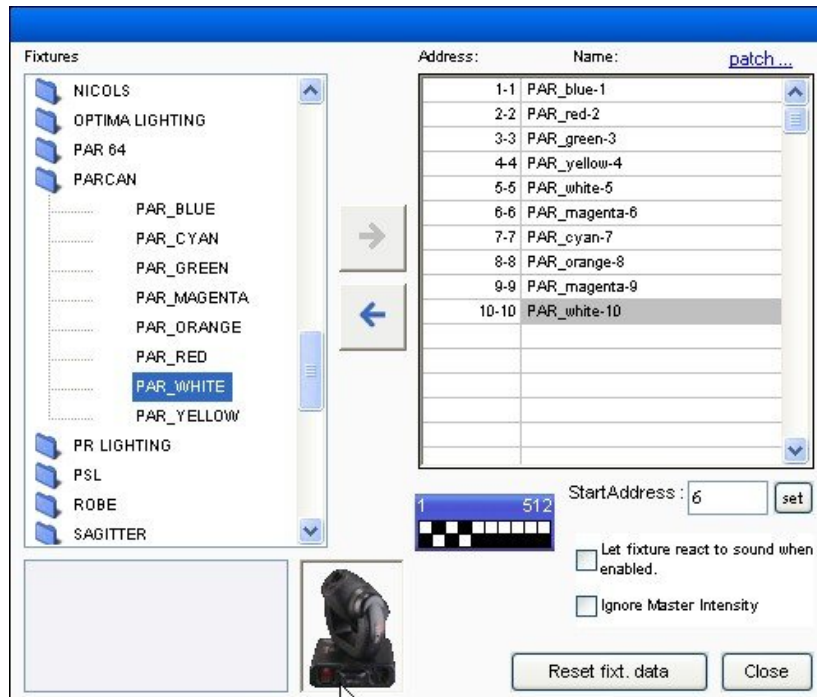 Fixtures
NICOLS
OPTIMA LIGHTING
PAR 64
PARCAN
PAR_BLUE
PAR_CYAN
PAR_GREEN
PAR_MAGENTA
PAR_ORANGE
PAR_RED
PAR_WHITE
PAR_YELLOW
PR LIGHTING
PSL
ROBE
SAGITTER
Address: Name: patch ...
1-1 PAR_blue-1
2-2 PAR_red-2
3-3 PAR_green-3
4-4 PAR_yellow-4
5-5 PAR_white-5
6-6 PAR_magenta-6
7-7 PAR_cyan-7
8-8 PAR_orange-8
9-9 PAR_magenta-9
10-10 PAR_white-10
1 512
StartAddress : 6 set
Let fixture react to sound when
enabled.
Ignore Master Intensity
Reset fixt. data Close